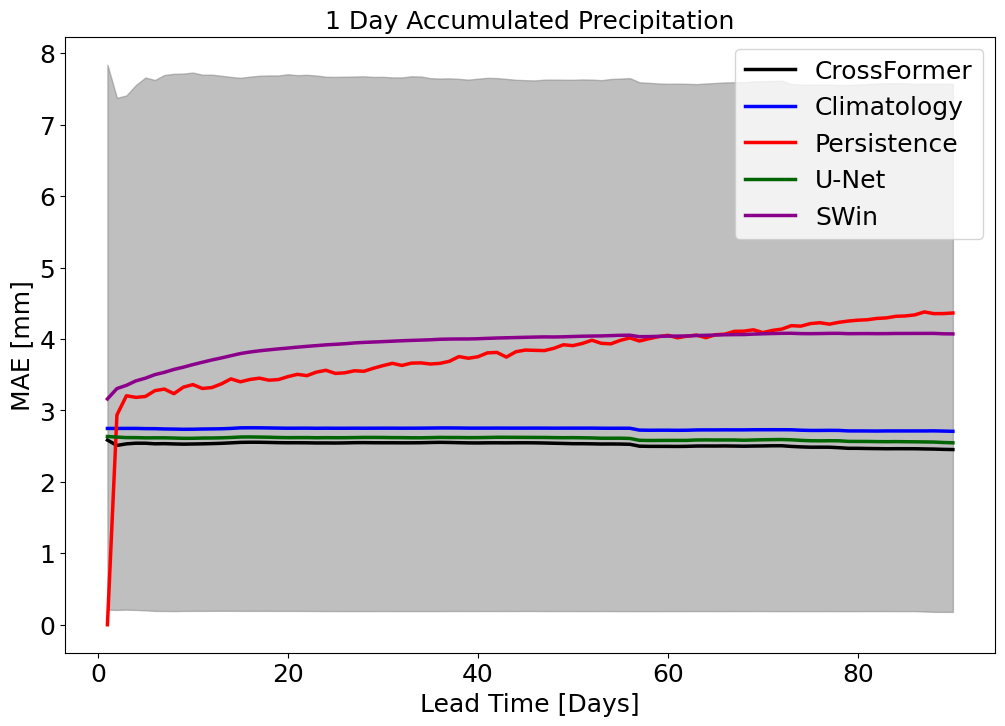 1 Day Accumulated Precipitation
MAE [mm]
8
7
6
5
4
3
2
1
0
CrossFormer
Climatology
Persistence
U-Net
SWin
0 20 40 60 80
Lead Time [Days]